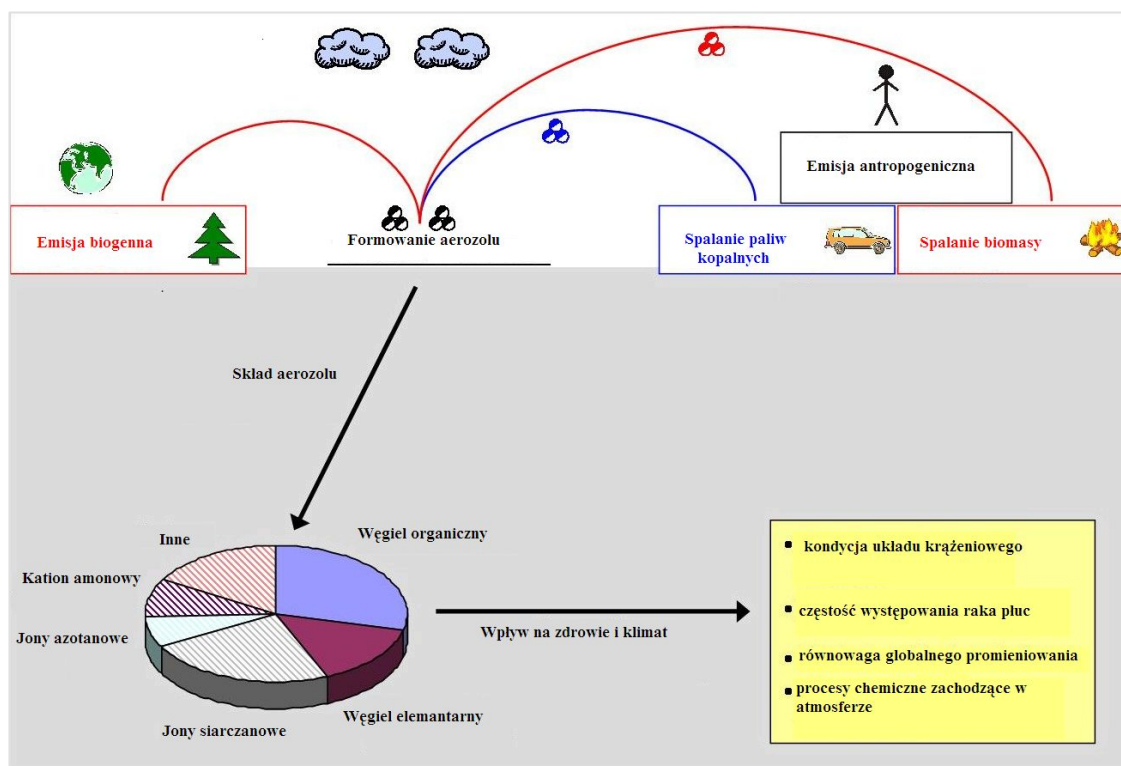 Emisja antropogeniczna
Emisja biogenna
Formowanie aerozolu
Spalanie paliw
kopalnych
Spalanie biomasy
Skład aerozolu
Inne
Węgiel organiczny
Kation amonowy
Jony azotanowe
Jony siarczanowe
Węgiel elemantarny
Wpływ na zdrowie i klimat
▪ kondycja układu krążeniowego
▪ częstość występowania raka płuc
▪ równowaga globalnego promieniowania
▪ procesy chemiczne zachodzące w
atmosferze